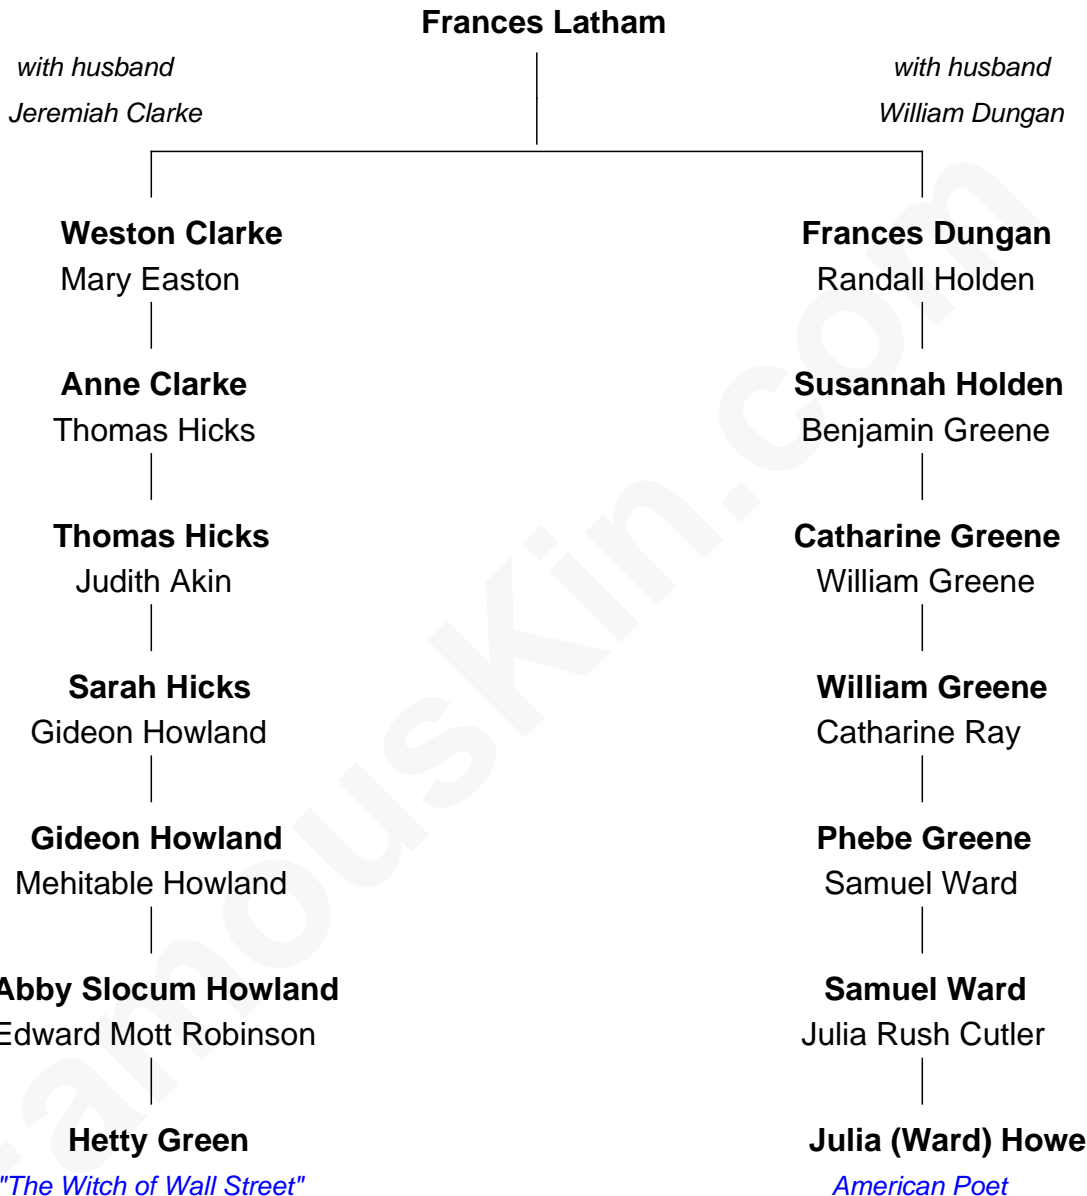 Frances Latham
with husband
Jeremiah Clarke
with husband
William Dungan
Weston Clarke
Mary Easton
Frances Dungan
Randall Holden
Anne Clarke
Thomas Hicks
Susannah Holden
Benjamin Greene
Thomas Hicks
Judith Akin
Catharine Greene
William Greene
Sarah Hicks
Gideon Howland
William Greene
Catharine Ray
Gideon Howland
Mehitable Howland
Phebe Greene
Samuel Ward
Abby Slocum Howland
Edward Mott Robinson
Samuel Ward
Julia Rush Cutler
Hetty Green
"The Witch of Wall Street"
Julia (Ward) Howe
American Poet
amousKin.com